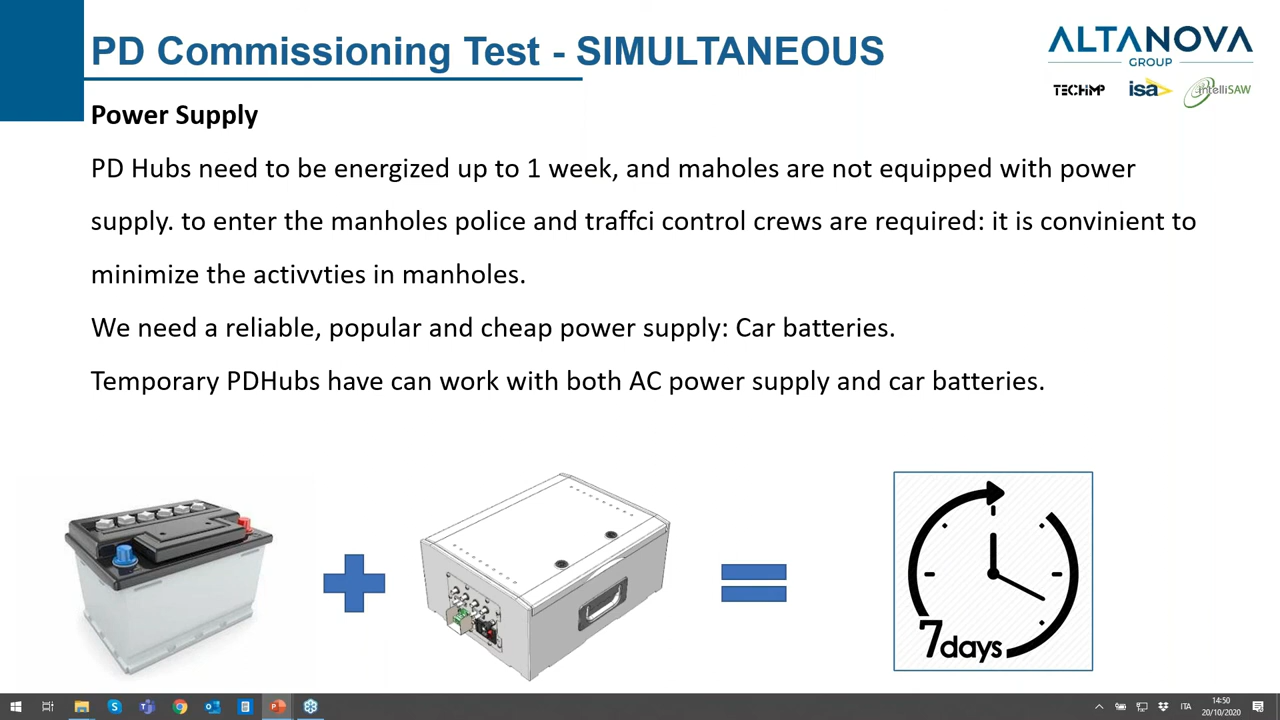 PD Commissioning Test - SIMULTANEOUS
ALTANOVA
GROUP
TECHIMP isa intelliSAW
Power Supply
PD Hubs need to be energized up to 1 week, and maholes are not equipped with power
supply. to enter the manholes police and traffci control crews are required: it is convinient to
minimize the activvties in manholes.
We need a reliable, popular and cheap power supply: Car batteries.
Temporary PDHubs have can work with both AC power supply and car batteries.
7days
ITA
14:50
20/10/2020